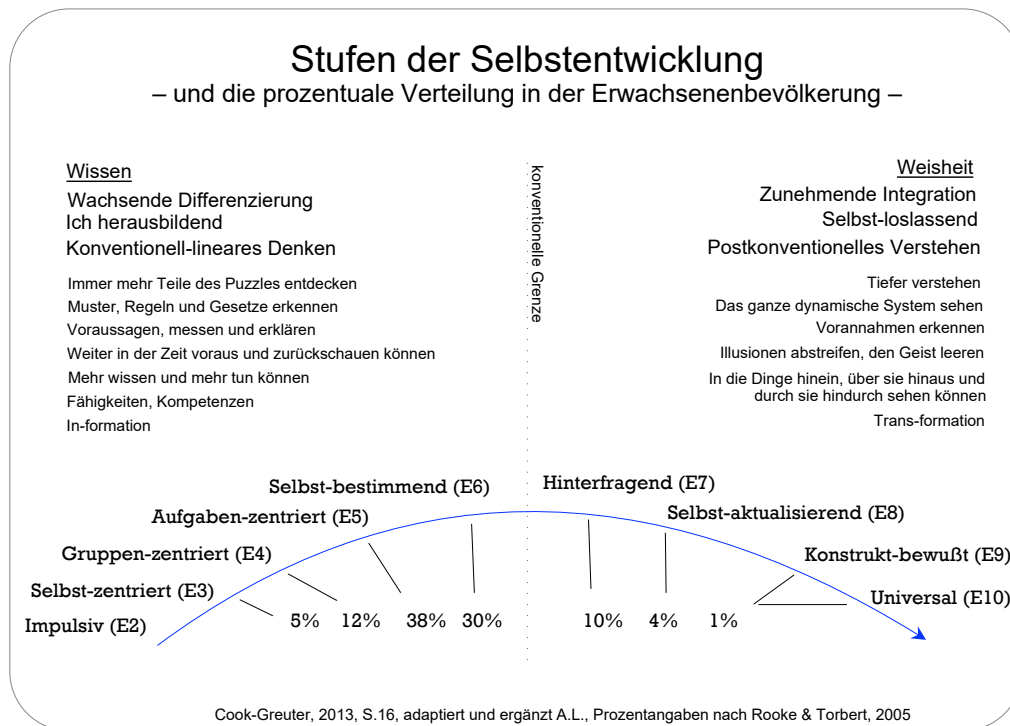 Stufen der Selbstentwicklung
– und die prozentuale Verteilung in der Erwachsenenbevölkerung –
Wissen
Wachsende Differenzierung
Ich herausbildend
Konventionell-lineares Denken
Immer mehr Teile des Puzzles entdecken
Muster, Regeln und Gesetze erkennen
Voraussagen, messen und erklären
Weiter in der Zeit voraus und zurückschauen können
Mehr wissen und mehr tun können
Fähigkeiten, Kompetenzen
In-formation
konventionelle Grenze
Weisheit
Zunehmende Integration
Selbst-loslassend
Postkonventionelles Verstehen
Tiefer verstehen
Das ganze dynamische System sehen
Vorannahmen erkennen
Illusionen abstreifen, den Geist leeren
In die Dinge hinein, über sie hinaus und
durch sie hindurch sehen können
Trans-formation
Selbst-bestimmend (E6)
Aufgaben-zentriert (E5)
Gruppen-zentriert (E4)
Selbst-zentriert (E3)
Impulsiv (E2)
Hinterfragend (E7)
Selbst-aktualisierend (E8)
Konstrukt-bewußt (E9)
Universal (E10)
5% 12% 38% 30% 10% 4% 1%
Cook-Greuter, 2013, S.16, adaptiert und ergänzt A.L., Prozentangaben nach Rooke & Torbert, 2005